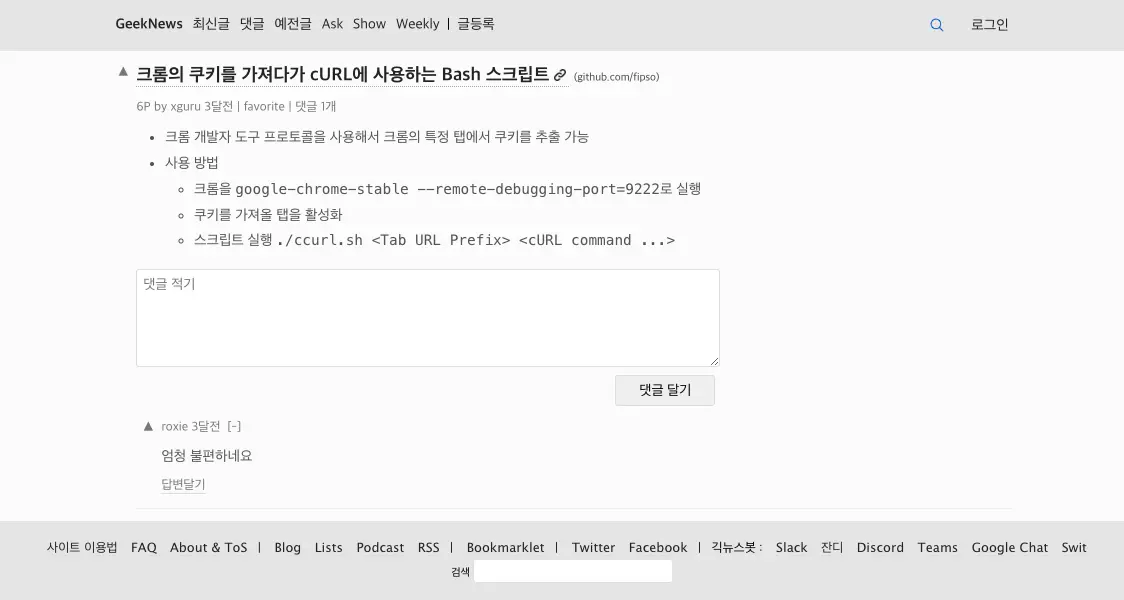 GeekNews 최신글 댓글 예전글 Ask Show Weekly | 글등록 로그인
▲ 크롬의 쿠키를 가져다가 cURL에 사용하는 Bash 스크립트 (github.com/fipso)
6P by xguru 3달전 | favorite | 댓글 1개
• 크롬 개발자 도구 프로토콜을 사용해서 크롬의 특정 탭에서 쿠키를 추출 가능
• 사용 방법
◦ 크롬을 google-chrome-stable --remote-debugging-port=9222로 실행
◦ 쿠키를 가져올 탭을 활성화
◦ 스크립트 실행 ./ccurl.sh <Tab URL Prefix> <cURL command ...>
댓글 적기
댓글 달기
▲ roxie 3달전 [-]
엄청 불편하네요
답변달기
사이트 이용법 FAQ About & ToS | Blog Lists Podcast RSS | Bookmarklet | Twitter Facebook | 긱뉴스봇 : Slack 잔디 Discord Teams Google Chat Swit
검색